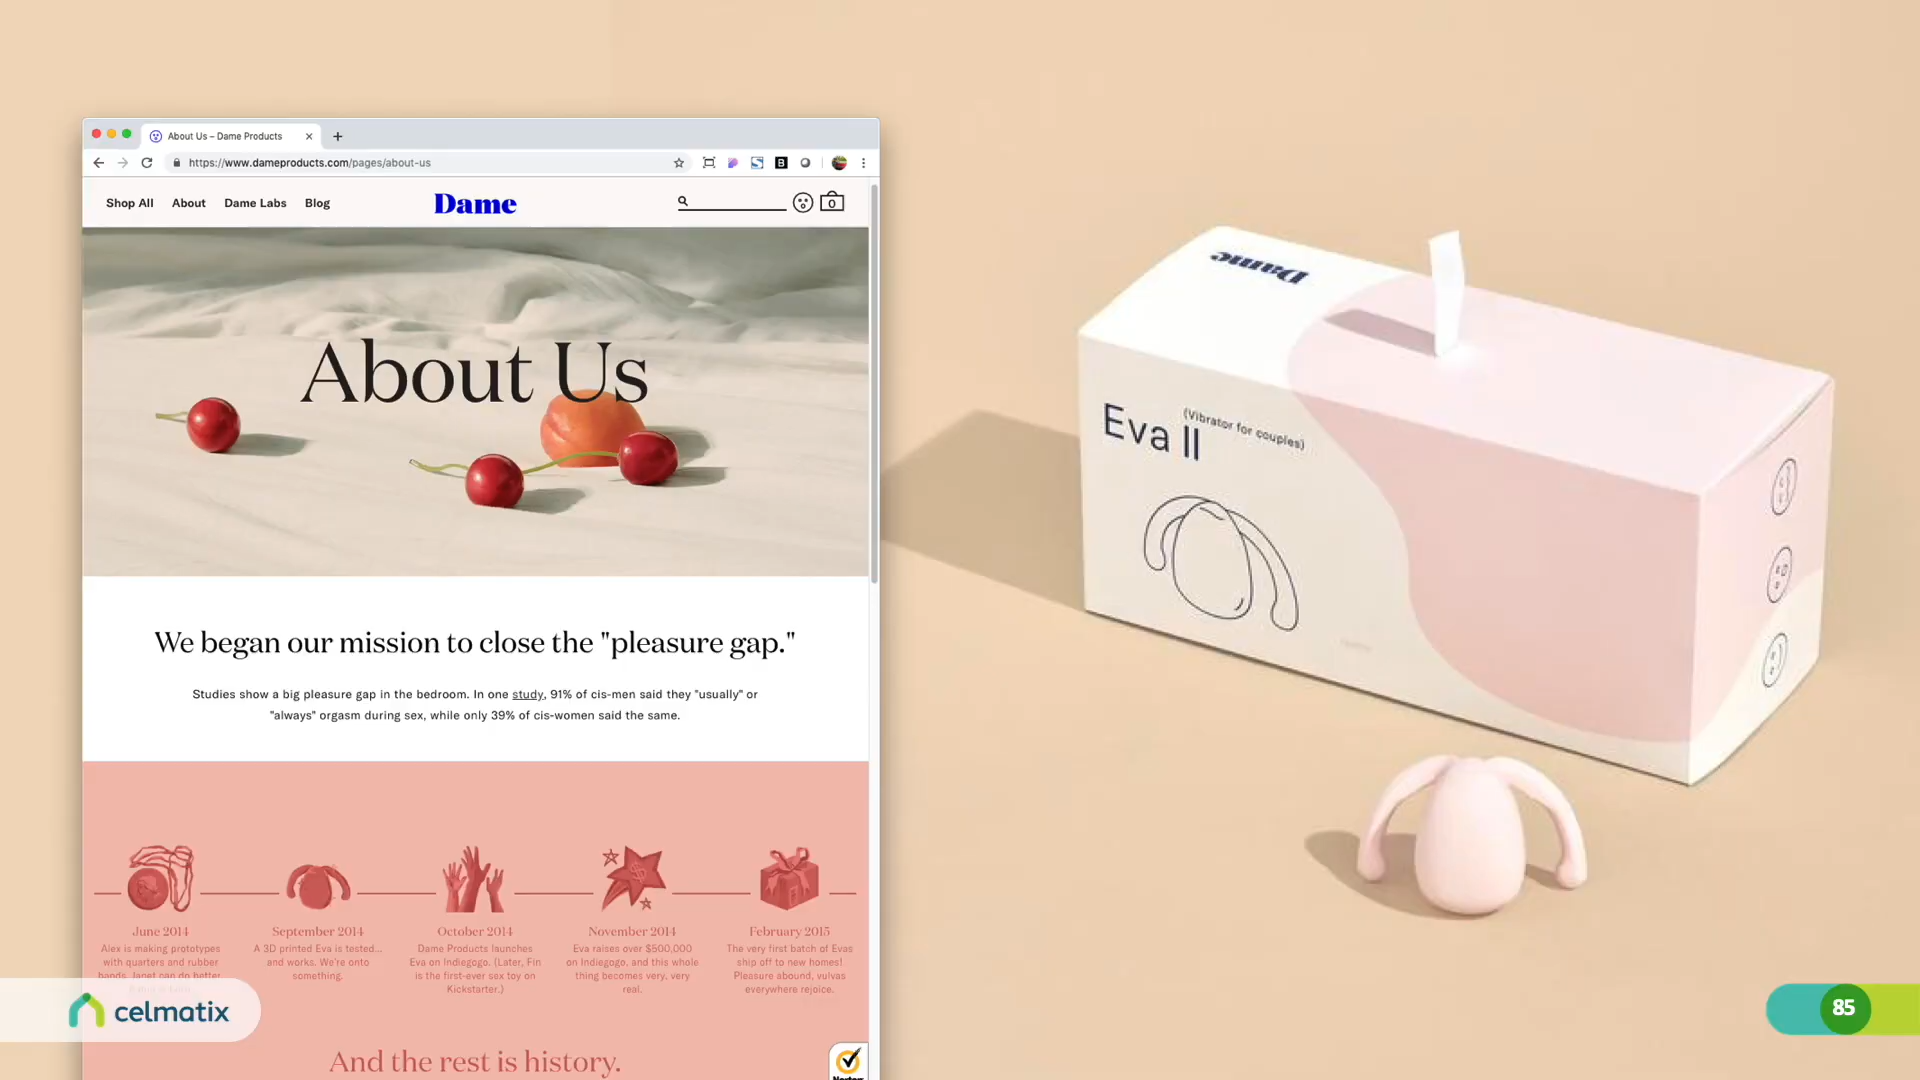 About Us – Dame Products
https://www.dameproducts.com/pages/about-us
Shop All About Dame Labs Blog
Dame
0
About Us
We began our mission to close the "pleasure gap."
Studies show a big pleasure gap in the bedroom. In one study, 91% of cis-men said they "usually" or
"always" orgasm during sex, while only 39% of cis-women said the same.
June 2014
Alex is making prototypes
with quarters and rubber
bands. Janet can do better.
September 2014
A 3D printed Eva is tested...
and works. We're onto
something.
October 2014
Dame Products launches
Eva on Indiegogo. (Later, Fin
is the first-ever sex toy on
Kickstarter.)
November 2014
Eva raises over $500,000
on Indiegogo, and this whole
thing becomes very, very
real.
February 2015
The very first batch of Evas
ship off to new homes!
Pleasure abound, vulvas
everywhere rejoice.
And the rest is history.
Norton
celmatix
Dame
Eva II
(Vibrator for couples)
85